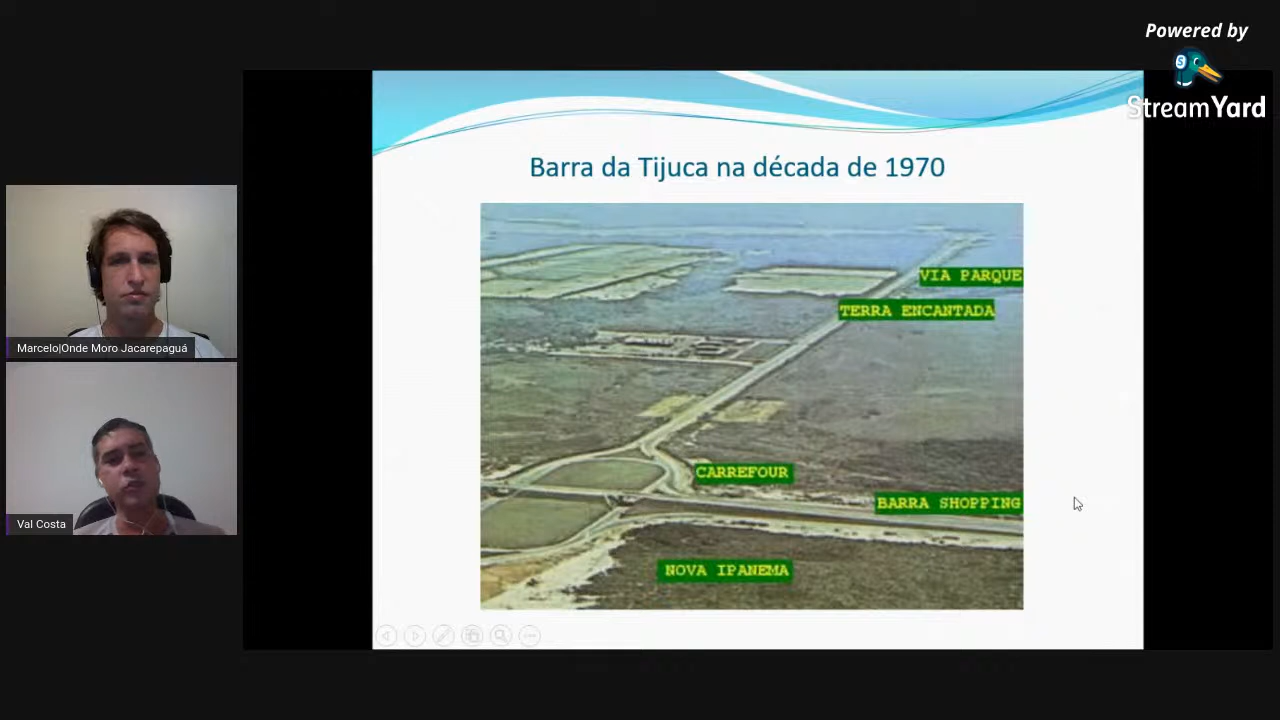 Powered by
StreamYard
Barra da Tijuca na década de 1970
VIA PARQUE
TERRA ENCANTADA
CARREFOUR
BARRA SHOPPING
NOVA IPANEMA
Marcelo|Onde Moro Jacarepaguá
Val Costa